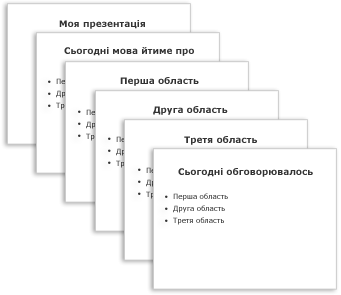 Моя презентація
Сьогодні мова йтиме про
Перша область
Друга область
Третя область
Сьогодні обговорювалось
Перша область
Друга область
Третя область